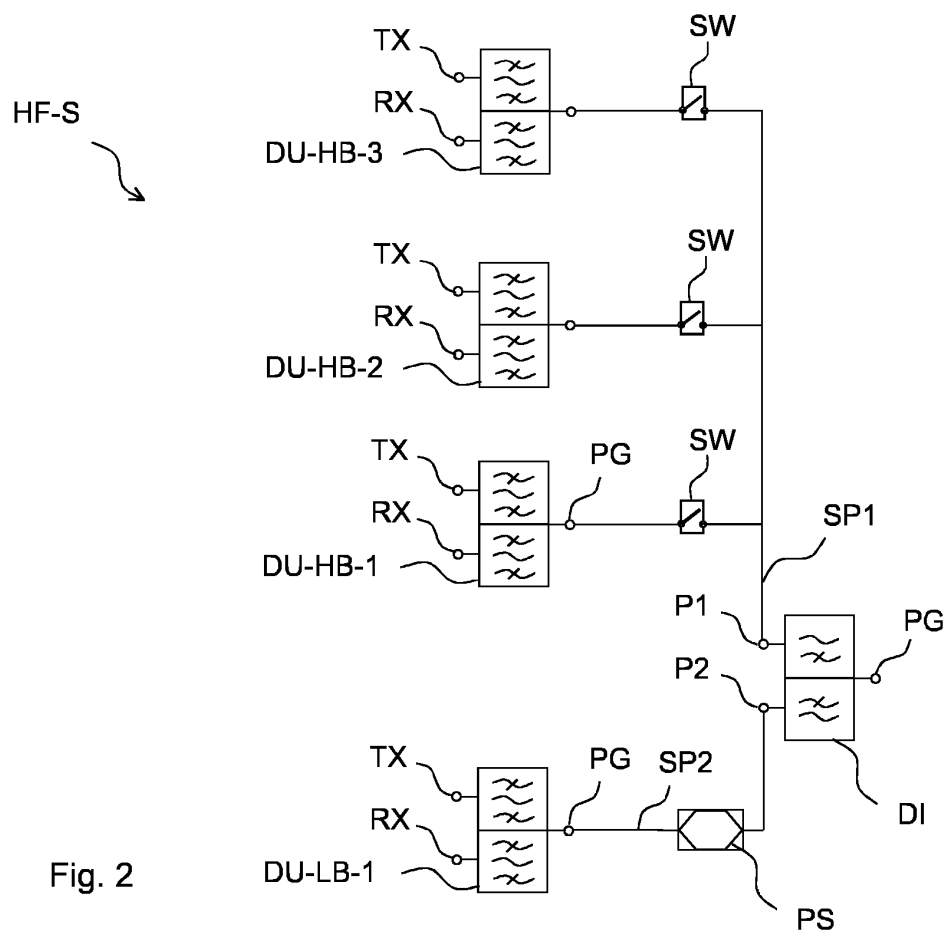 SW
TX
HF-S
RX
DU-HB-3
SW
TX
RX
DU-HB-2
SW
TX
PG
RX
SP1
DU-HB-1
P1
PG
P2
TX
PG
SP2
RX
DI
DU-LB-1
Fig. 2
PS